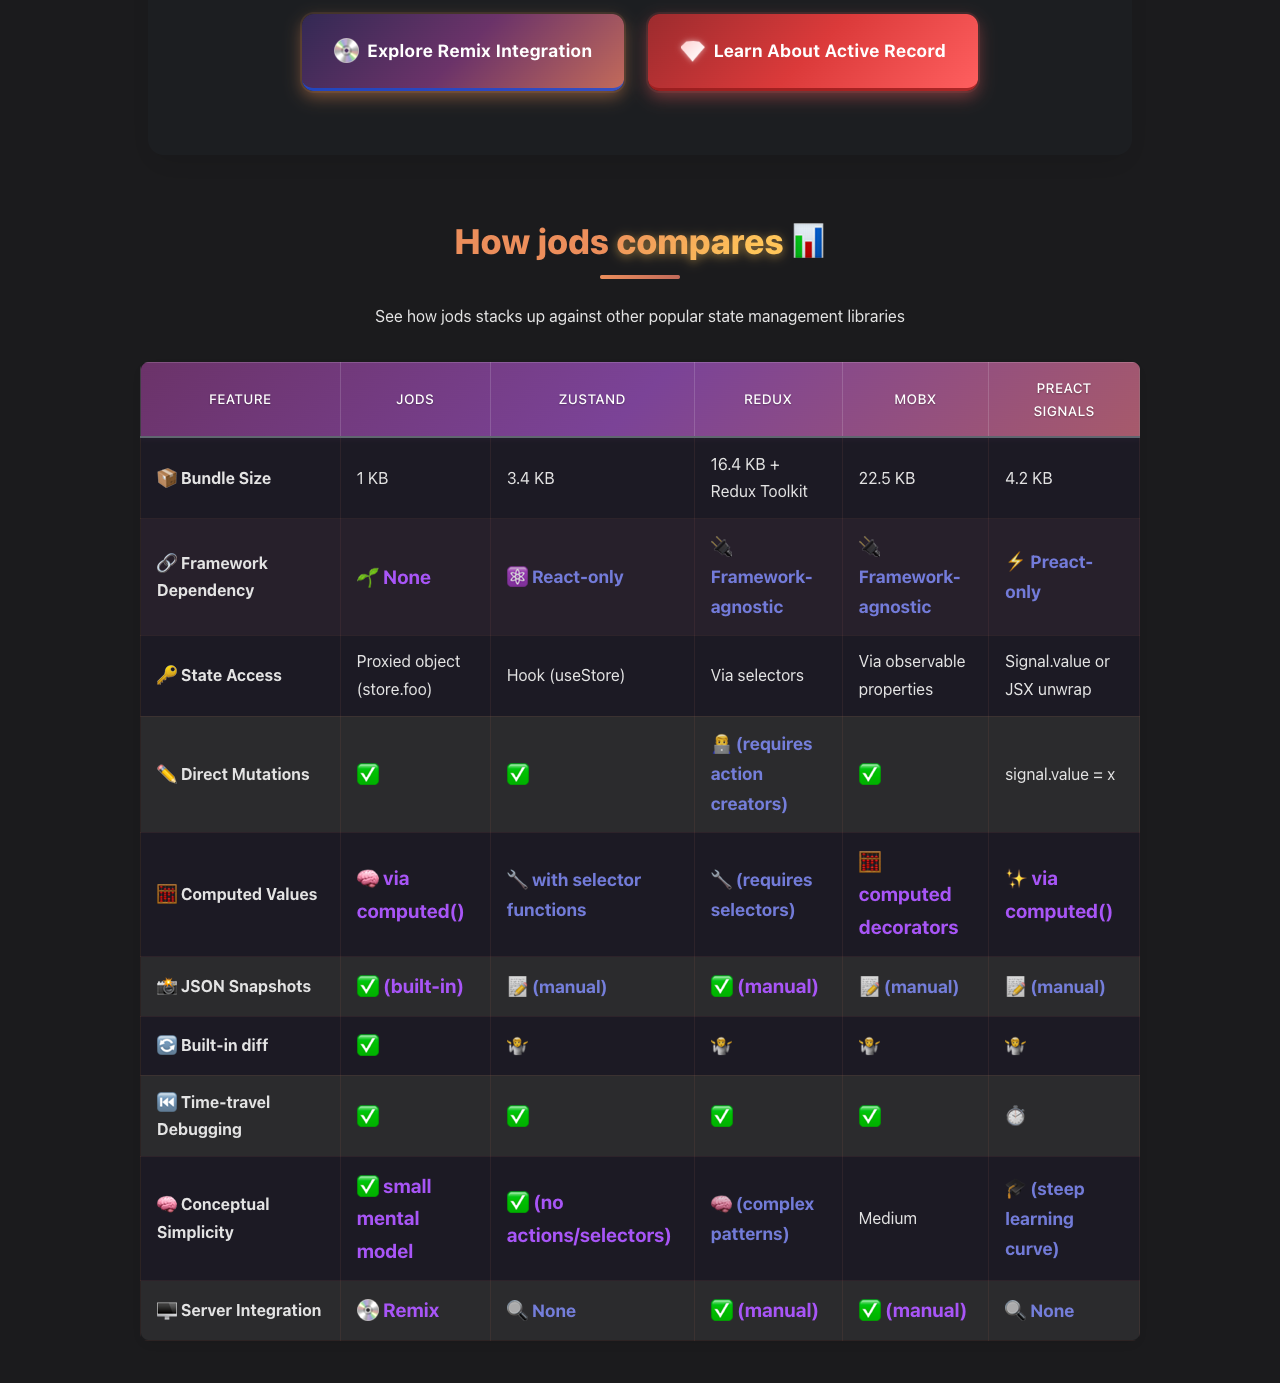 Explore Remix Integration
Learn About Active Record
How jods compares
See how jods stacks up against other popular state management libraries
FEATURE JODS ZUSTAND REDUX MOBX PREACT SIGNALS
Bundle Size 1 KB 3.4 KB 16.4 KB + Redux Toolkit 22.5 KB 4.2 KB
Framework Dependency None React-only Framework-agnostic Framework-agnostic Preact-only
State Access Proxied object (store.foo) Hook (useStore) Via selectors Via observable properties Signal.value or JSX unwrap
Direct Mutations ✅ ✅ (requires action creators) ✅ signal.value = x
Computed Values via computed() with selector functions (requires selectors) computed decorators via computed()
JSON Snapshots ✅ (built-in) (manual) ✅ (manual) (manual) (manual)
Built-in diff ✅
Time-travel Debugging ✅ ✅ ✅ ✅
Conceptual Simplicity ✅ small mental model ✅ (no actions/selectors) (complex patterns) Medium (steep learning curve)
Server Integration Remix None ✅ (manual) ✅ (manual) None